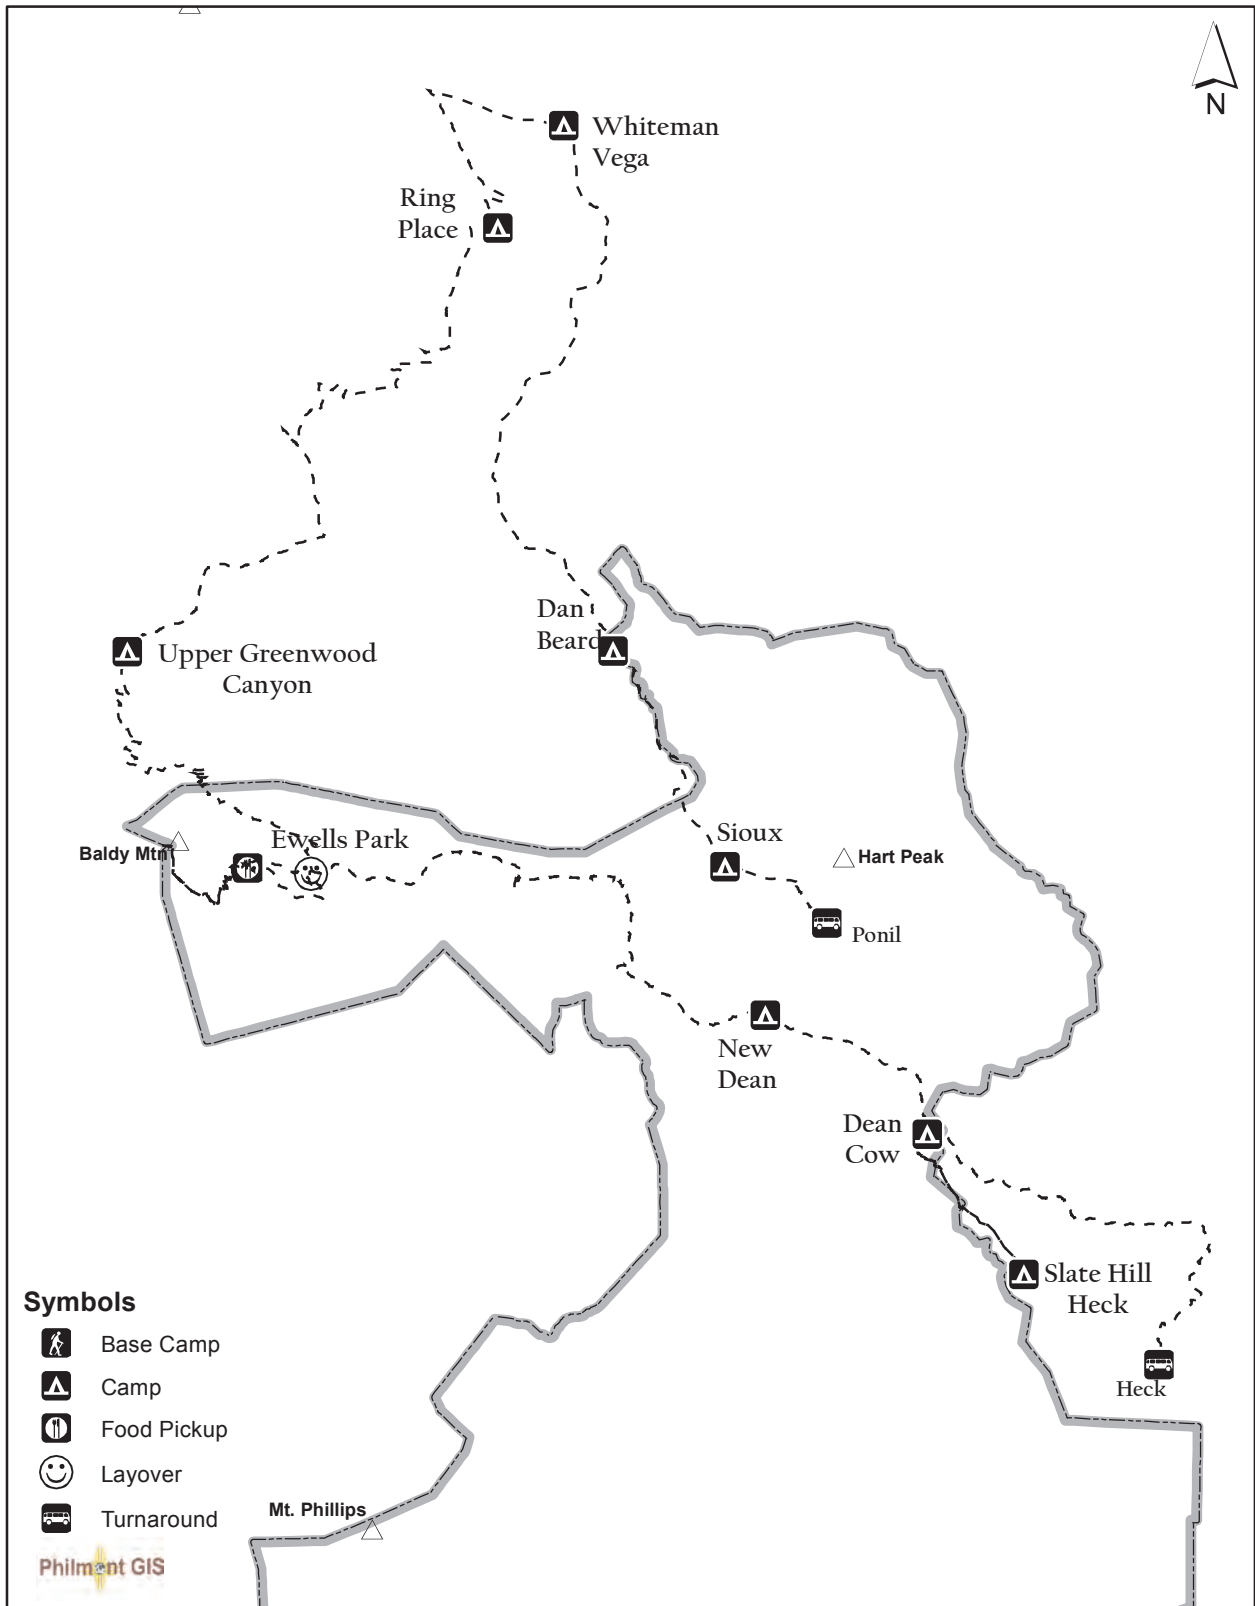 N
Whiteman
Vega
Ring
Place
Dan
Beard
Upper Greenwood
Canyon
Ewells Park
Baldy Mtn
Sioux
Hart Peak
Ponil
New
Dean
Dean
Cow
Slate Hill
Heck
Heck
Symbols
Base Camp
Camp
Food Pickup
Layover
Turnaround
Mt. Phillips
Philmont GIS